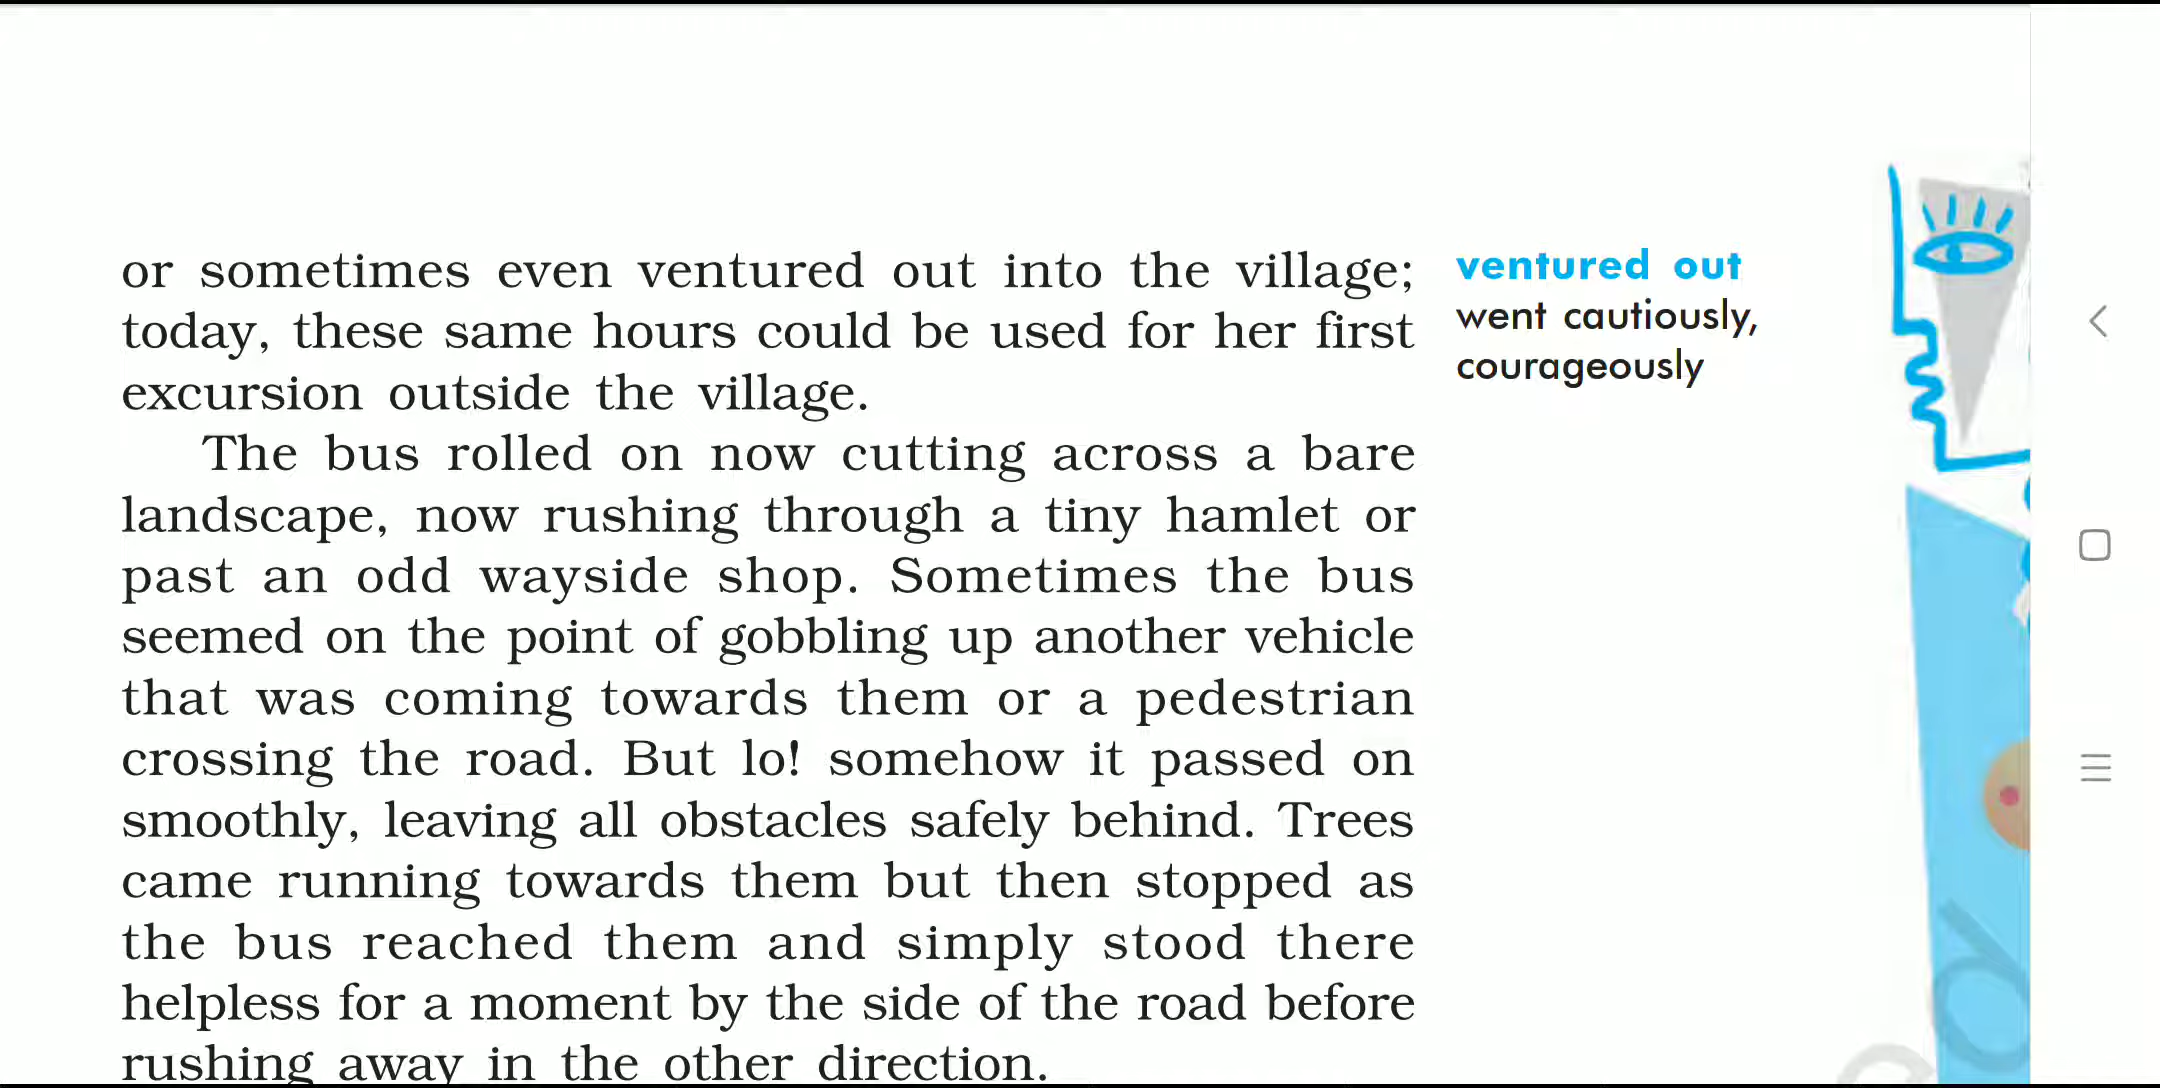 or sometimes even ventured out into the village;
today, these same hours could be used for her first
excursion outside the village.
The bus rolled on now cutting across a bare
landscape, now rushing through a tiny hamlet or
past an odd wayside shop. Sometimes the bus
seemed on the point of gobbling up another vehicle
that was coming towards them or a pedestrian
crossing the road. But lo! somehow it passed on
smoothly, leaving all obstacles safely behind. Trees
came running towards them but then stopped as
the bus reached them and simply stood there
helpless for a moment by the side of the road before
rushing away in the other direction.
ventured out
went cautiously,
courageously